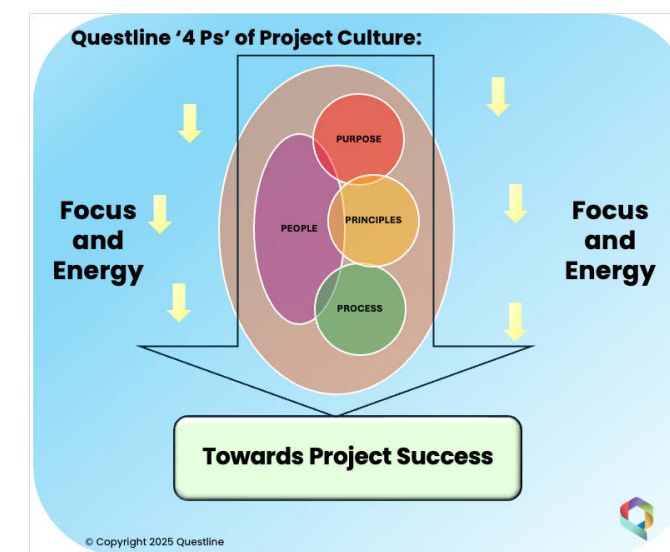 Questline ‘4 Ps’ of Project Culture:
PURPOSE
PRINCIPLES
PEOPLE
PROCESS
Focus
and
Energy
Focus
and
Energy
Towards Project Success
© Copyright 2025 Questline